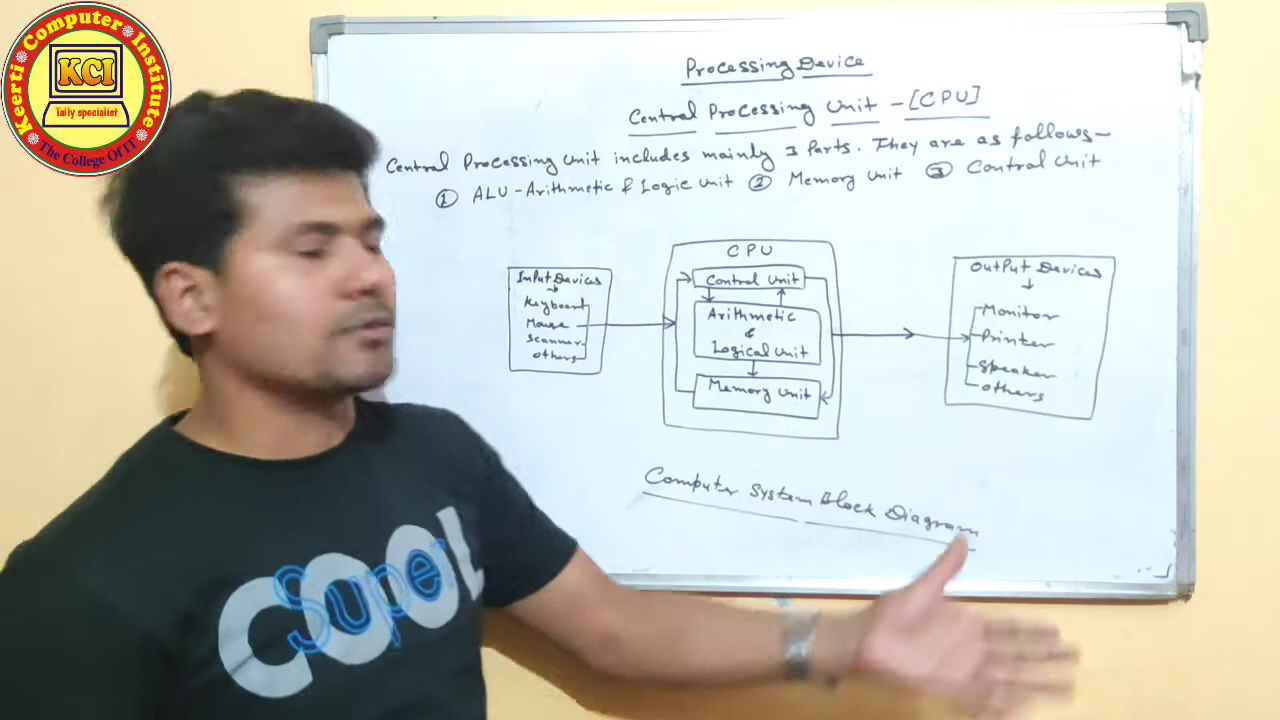 Keerti Computer Institute
KCI
Tally specialist
The College Of IT
Processing Device
Central Processing Unit - [CPU]
Central Processing Unit includes mainly 3 Parts. They are as follows-
① ALU - Arithmetic & Logic Unit ② Memory Unit ③ Control Unit
CPU
Input Devices
Keyboard
Mouse
Scanner
Others
Control Unit
Arithmetic
&
Logical Unit
Memory Unit
Output Devices
Monitor
Printer
Speaker
Others
Computer System Block Diagram
COOL
Super